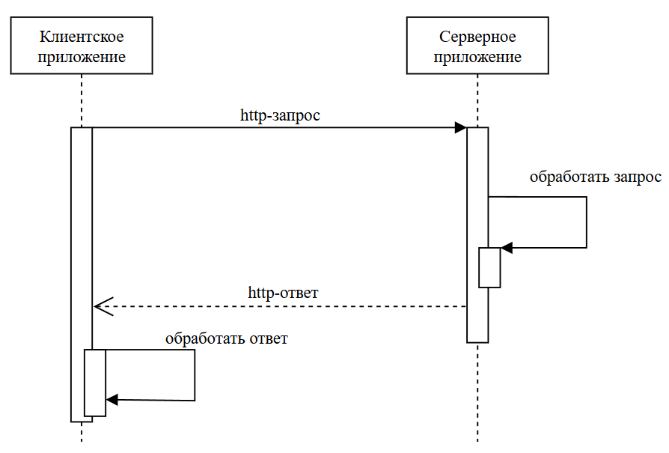 Клиентское
приложение
Серверное
приложение
http-запрос
обработать запрос
http-ответ
обработать ответ